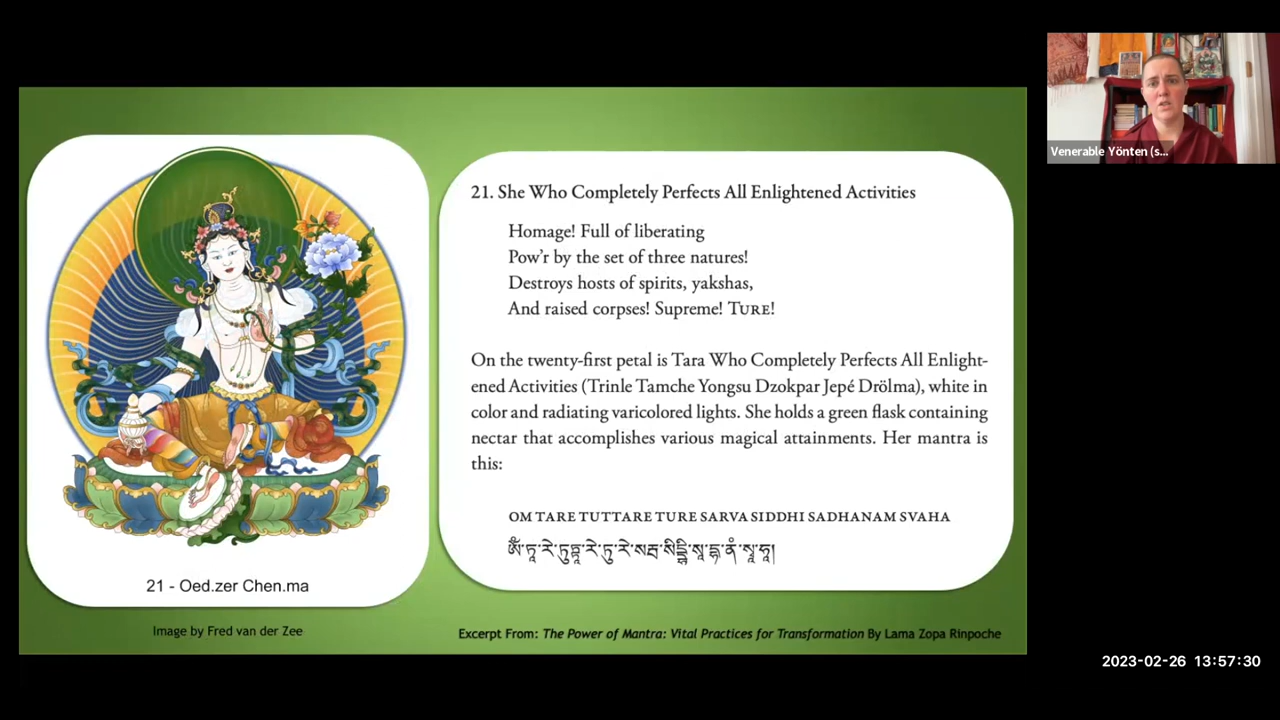 21. She Who Completely Perfects All Enlightened Activities
Homage! Full of liberating
Pow'r by the set of three natures!
Destroys hosts of spirits, yakshas,
And raised corpses! Supreme! TURE!
On the twenty-first petal is Tara Who Completely Perfects All Enlight-
ened Activities (Trinle Tamche Yongsu Dzokpar Jepé Drölma), white in
color and radiating varicolored lights. She holds a green flask containing
nectar that accomplishes various magical attainments. Her mantra is
this:
OM TARE TUTTARE TURE SARVA SIDDHI SADHANAM SVAHA
ༀ་ཏཱ་རེ་ཏུ་ཏྟཱ་རེ་ཏུ་རེ་སརྦ་སིདྡྷི་སཱ་དྷ་ནཾ་སྭཱ་ཧཱ།
21 - Oed.zer Chen.ma
Image by Fred van der Zee
Excerpt From: The Power of Mantra: Vital Practices for Transformation By Lama Zopa Rinpoche
Venerable Yönten (s...
2023-02-26 13:57:30